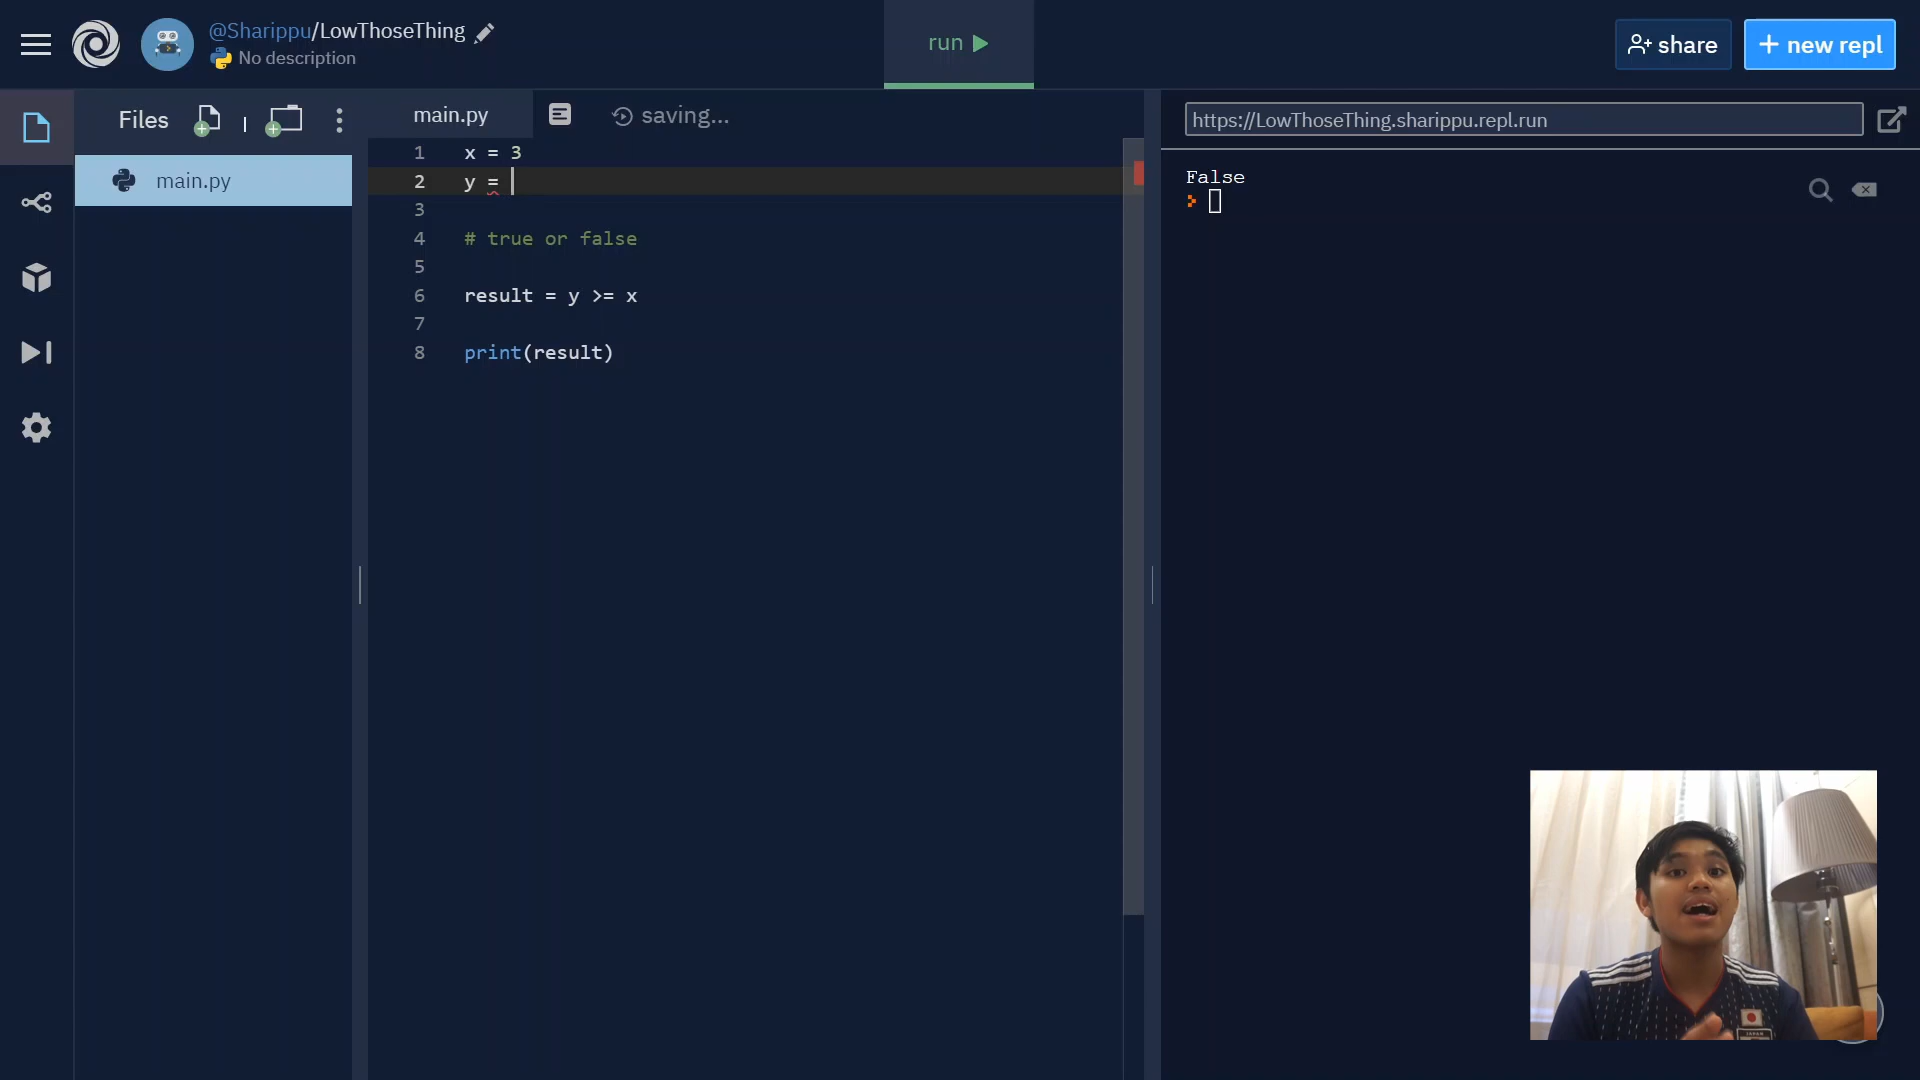 @Sharippu/LowThoseThing
No description
run
share
+ new repl
Files
main.py
saving...
https://LowThoseThing.sharippu.repl.run
main.py
1 x = 3
2 y =
3
4 # true or false
5
6 result = y >= x
7
8 print(result)
False